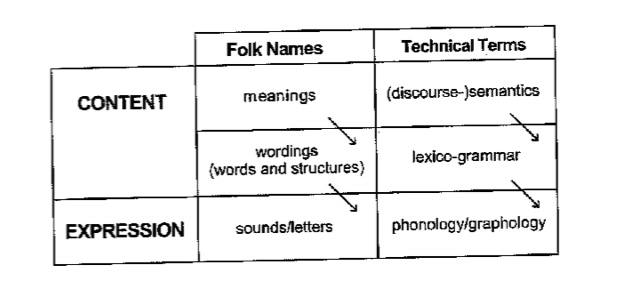 Folk Names Technical Terms
CONTENT meanings (discourse-)semantics
wordings
(words and structures) lexico-grammar
EXPRESSION sounds/letters phonology/graphology